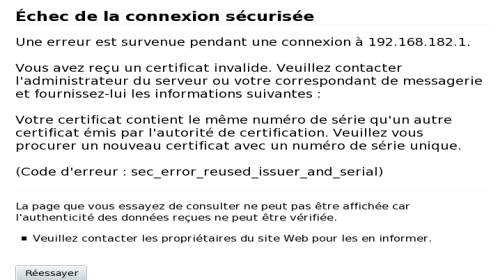 Échec de la connexion sécurisée
Une erreur est survenue pendant une connexion à 192.168.182.1.
Vous avez reçu un certificat invalide. Veuillez contacter
l'administrateur du serveur ou votre correspondant de messagerie
et fournissez-lui les informations suivantes :
Votre certificat contient le même numéro de série qu'un autre
certificat émis par l'autorité de certification. Veuillez vous
procurer un nouveau certificat avec un numéro de série unique.
(Code d'erreur : sec_error_reused_issuer_and_serial)
La page que vous essayez de consulter ne peut pas être affichée car
l'authenticité des données reçues ne peut être vérifiée.
▪ Veuillez contacter les propriétaires du site Web pour les en informer.
Réessayer